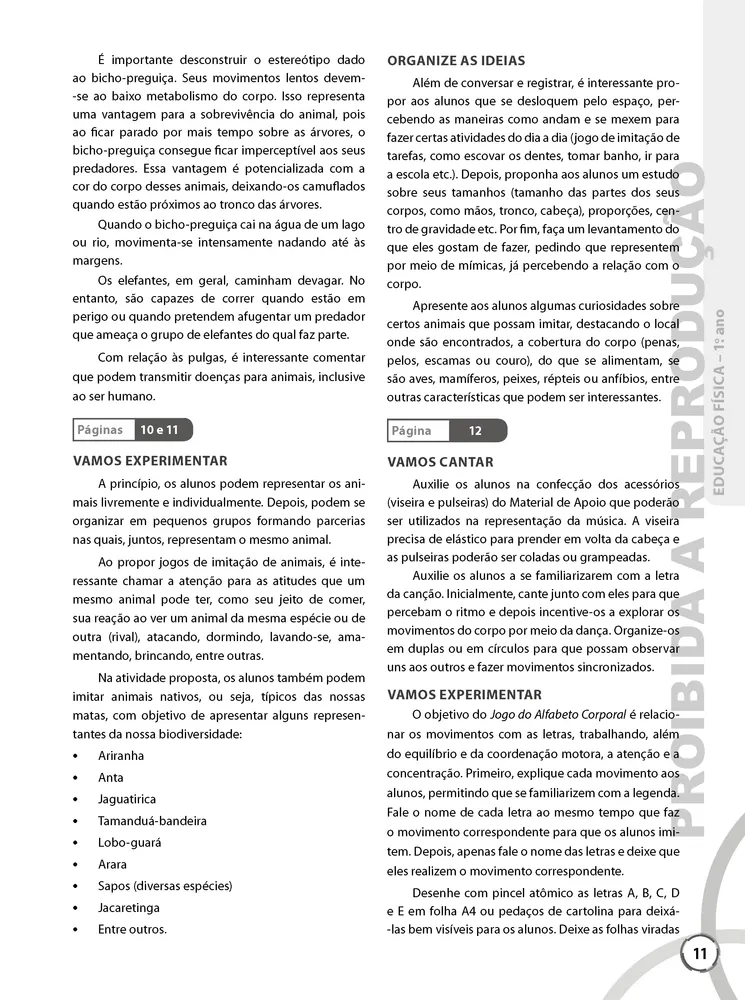 É importante desconstruir o estereótipo dado
ao bicho-preguiça. Seus movimentos lentos devem-
-se ao baixo metabolismo do corpo. Isso representa
uma vantagem para a sobrevivência do animal, pois
ao ficar parado por mais tempo sobre as árvores, o
bicho-preguiça consegue ficar imperceptível aos seus
predadores. Essa vantagem é potencializada com a
cor do corpo desses animais, deixando-os camuflados
quando estão próximos ao tronco das árvores.
Quando o bicho-preguiça cai na água de um lago
ou rio, movimenta-se intensamente nadando até às
margens.
Os elefantes, em geral, caminham devagar. No
entanto, são capazes de correr quando estão em
perigo ou quando pretendem afugentar um predador
que ameaça o grupo de elefantes do qual faz parte.
Com relação às pulgas, é interessante comentar
que podem transmitir doenças para animais, inclusive
ao ser humano.
Páginas 10 e 11
VAMOS EXPERIMENTAR
A princípio, os alunos podem representar os ani-
mais livremente e individualmente. Depois, podem se
organizar em pequenos grupos formando parcerias
nas quais, juntos, representam o mesmo animal.
Ao propor jogos de imitação de animais, é inte-
ressante chamar a atenção para as atitudes que um
mesmo animal pode ter, como seu jeito de comer,
sua reação ao ver um animal da mesma espécie ou de
outra (rival), atacando, dormindo, lavando-se, ama-
mentando, brincando, entre outras.
Na atividade proposta, os alunos também podem
imitar animais nativos, ou seja, típicos das nossas
matas, com objetivo de apresentar alguns represen-
tantes da nossa biodiversidade:
• Ariranha
• Anta
• Jaguatirica
• Tamanduá-bandeira
• Lobo-guará
• Arara
• Sapos (diversas espécies)
• Jacaretinga
• Entre outros.
ORGANIZE AS IDEIAS
Além de conversar e registrar, é interessante pro-
por aos alunos que se desloquem pelo espaço, per-
cebendo as maneiras como andam e se mexem para
fazer certas atividades do dia a dia (jogo de imitação de
tarefas, como escovar os dentes, tomar banho, ir para
a escola etc.). Depois, proponha aos alunos um estudo
sobre seus tamanhos (tamanho das partes dos seus
corpos, como mãos, tronco, cabeça), proporções, cen-
tro de gravidade etc. Por fim, faça um levantamento do
que eles gostam de fazer, pedindo que representem
por meio de mímicas, já percebendo a relação com o
corpo.
Apresente aos alunos algumas curiosidades sobre
certos animais que possam imitar, destacando o local
onde são encontrados, a cobertura do corpo (penas,
pelos, escamas ou couro), do que se alimentam, se
são aves, mamíferos, peixes, répteis ou anfíbios, entre
outras características que podem ser interessantes.
Página 12
VAMOS CANTAR
Auxilie os alunos na confecção dos acessórios
(viseira e pulseiras) do Material de Apoio que poderão
ser utilizados na representação da música. A viseira
precisa de elástico para prender em volta da cabeça e
as pulseiras poderão ser coladas ou grampeadas.
Auxilie os alunos a se familiarizarem com a letra
da canção. Inicialmente, cante junto com eles para que
percebam o ritmo e depois incentive-os a explorar os
movimentos do corpo por meio da dança. Organize-os
em duplas ou em círculos para que possam observar
uns aos outros e fazer movimentos sincronizados.
VAMOS EXPERIMENTAR
O objetivo do Jogo do Alfabeto Corporal é relacio-
nar os movimentos com as letras, trabalhando, além
do equilíbrio e da coordenação motora, a atenção e a
concentração. Primeiro, explique cada movimento aos
alunos, permitindo que se familiarizem com a legenda.
Fale o nome de cada letra ao mesmo tempo que faz
o movimento correspondente para que os alunos imi-
tem. Depois, apenas fale o nome das letras e deixe que
eles realizem o movimento correspondente.
Desenhe com pincel atômico as letras A, B, C, D
e E em folha A4 ou pedaços de cartolina para deixá-
-las bem visíveis para os alunos. Deixe as folhas viradas
PROIBIDA A REPRODUÇÃO
EDUCAÇÃO FÍSICA – 1º. ano
11